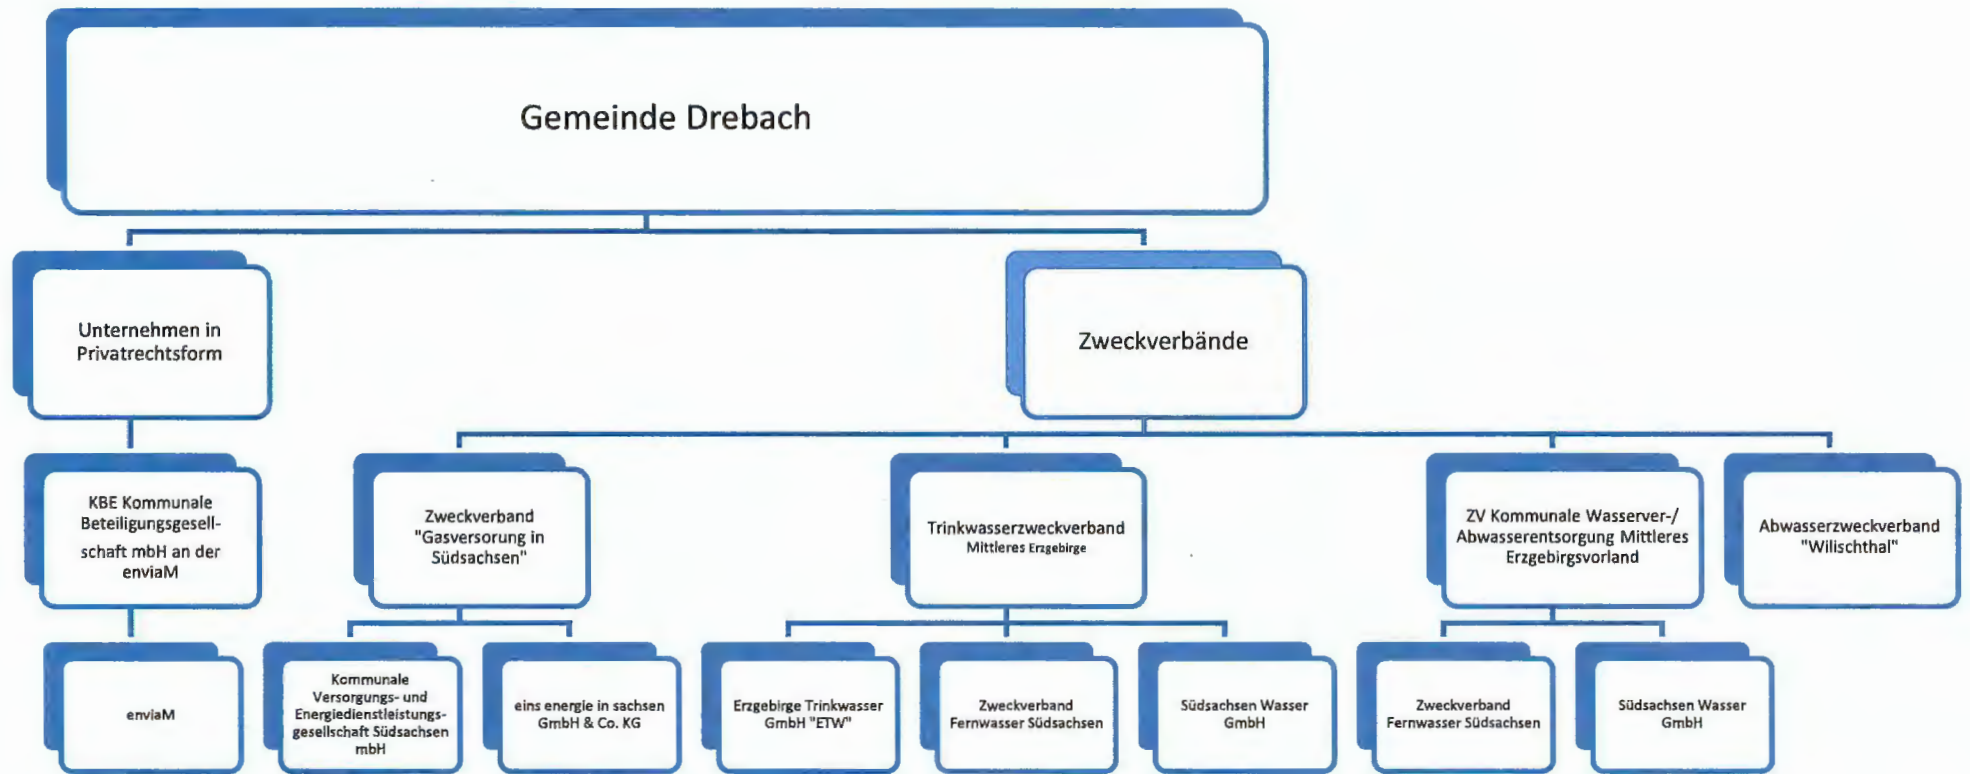 Gemeinde Drebach
Unternehmen in
Privatrechtsform
Zweckverbände
KBE Kommunale
Beteiligungsgesell-
schaft mbH an der
enviaM
Zweckverband
"Gasversorung in
Südsachsen"
Trinkwasserzweckverband
Mittleres Erzgebirge
ZV Kommunale Wasserver-/
Abwasserentsorgung Mittleres
Erzgebirgsvorland
Abwasserzweckverband
"Wilischthal"
enviaM
Kommunale
Versorgungs- und
Energiedienstleistungs-
gesellschaft Südsachsen
mbH
eins energie in sachsen
GmbH & Co. KG
Erzgebirge Trinkwasser
GmbH "ETW"
Zweckverband
Fernwasser Südsachsen
Südsachsen Wasser
GmbH
Zweckverband
Fernwasser Südsachsen
Südsachsen Wasser
GmbH